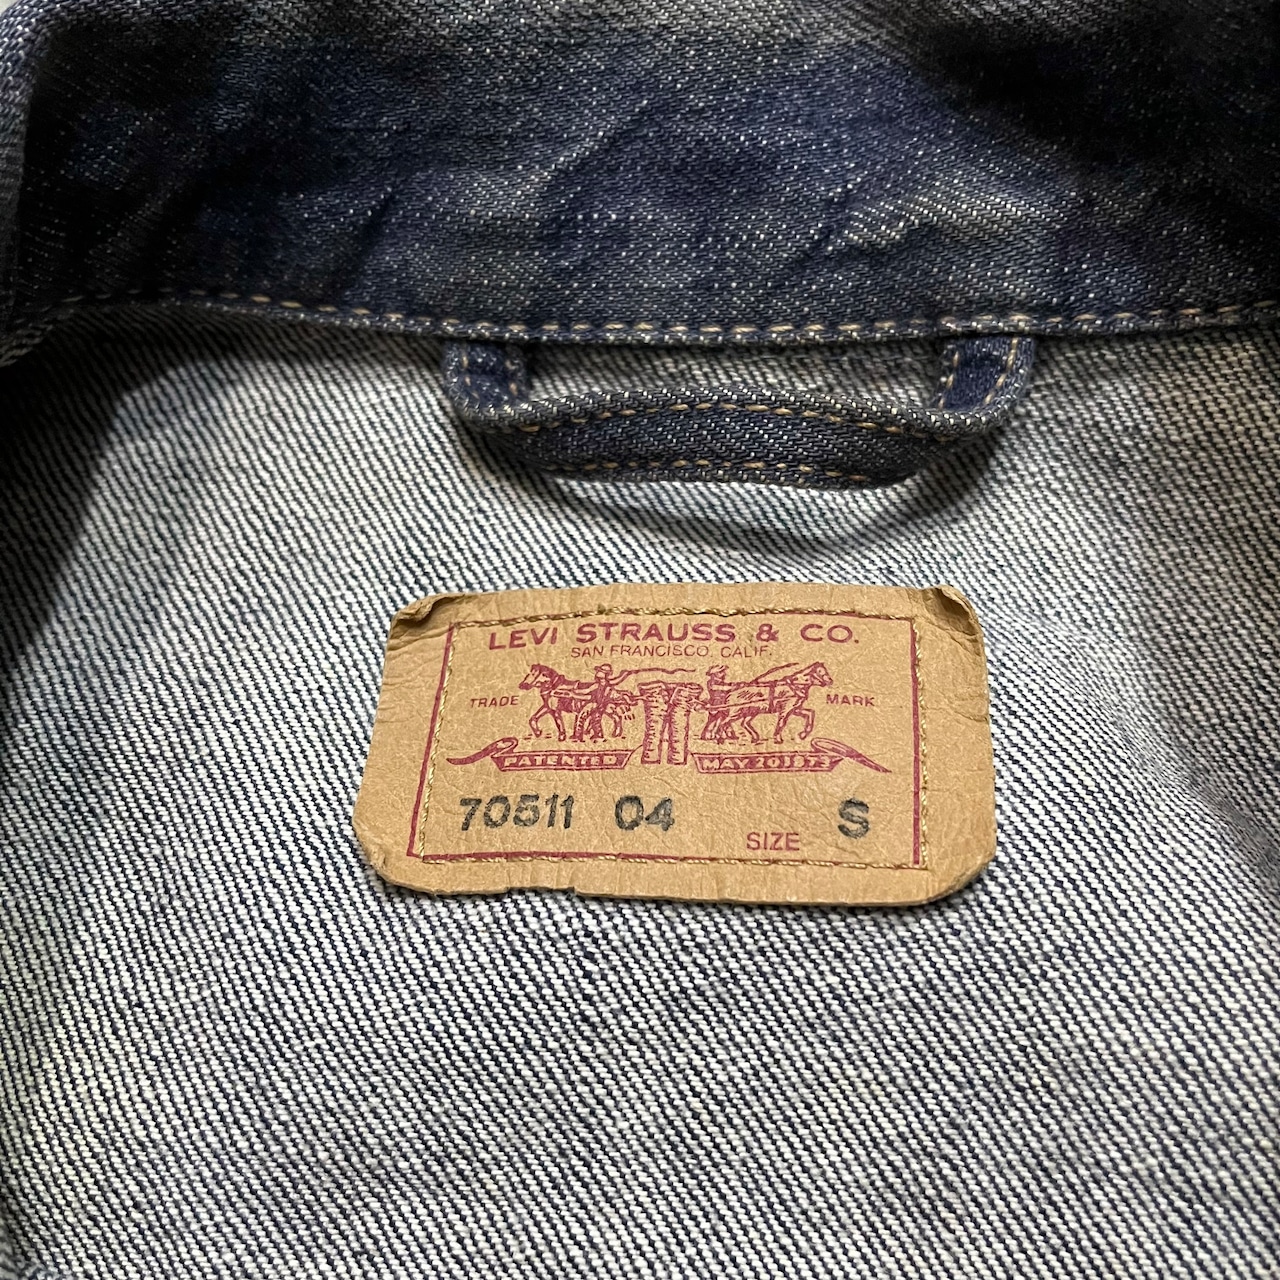 LEVI STRAUSS & CO.
SAN FRANCISCO, CALIF.
TRADE MARK
PATENTED MAY 20 1873
70511 04
SIZE S